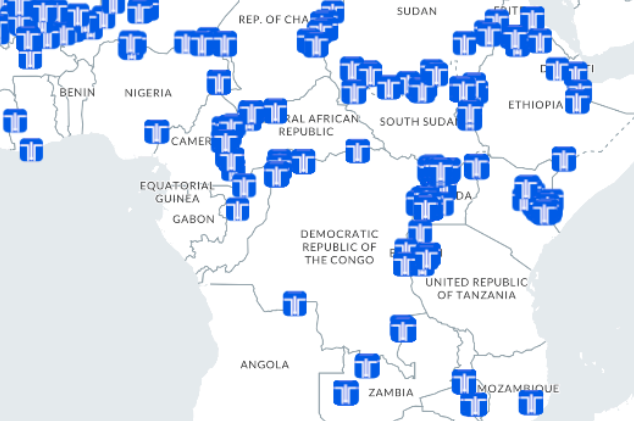 SUDAN
REP. OF CHA
BENIN
NIGERIA
ETHIOPIA
SOUTH SUDA
RAL AFRICAN
REPUBLIC
CAMER
EQUATORIAL
GUINEA
GABON
DA
DEMOCRATIC
REPUBLIC OF
THE CONGO
UNITED REPUBLIC
OF TANZANIA
ANGOLA
ZAMBIA
MOZAMBIQUE